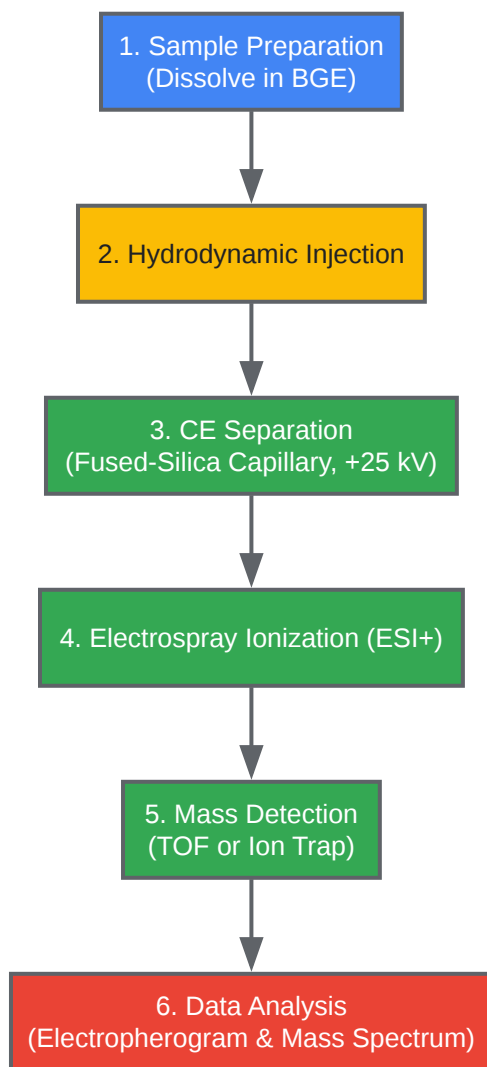 1. Sample Preparation
(Dissolve in BGE)
2. Hydrodynamic Injection
3. CE Separation
(Fused-Silica Capillary, +25 kV)
4. Electrospray Ionization (ESI+)
5. Mass Detection
(TOF or Ion Trap)
6. Data Analysis
(Electropherogram & Mass Spectrum)